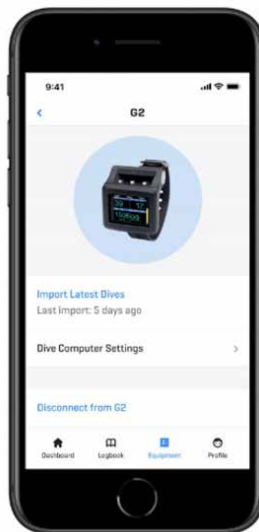 9:41
G2
Import Latest Dives
Last import: 5 days ago
Dive Computer Settings
Disconnect from G2
Dashboard
Logbook
Equipment
Profile